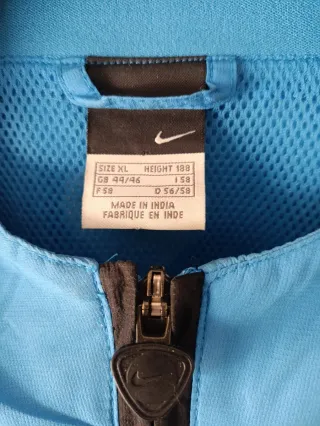 SIZE XL HEIGHT 188
GB 44/46 I 58
F 58 D 56/58
MADE IN INDIA
FABRIQUE EN INDE